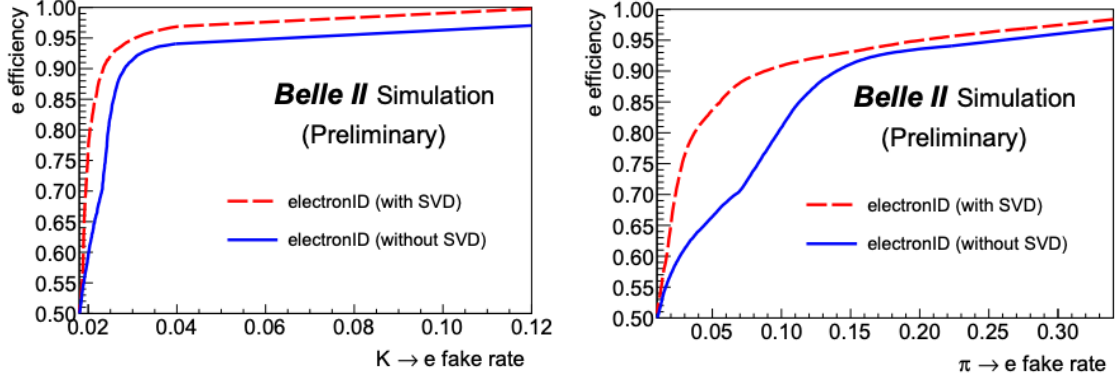 e efficiency
1.00
0.95
0.90
0.85
0.80
0.75
0.70
0.65
0.60
0.55
0.50
0.02
0.04
0.06
0.08
0.10
0.12
K → e fake rate
Belle II Simulation
(Preliminary)
electronID (with SVD)
electronID (without SVD)
e efficiency
1.00
0.95
0.90
0.85
0.80
0.75
0.70
0.65
0.60
0.55
0.50
0.05
0.10
0.15
0.20
0.25
0.30
π → e fake rate
Belle II Simulation
(Preliminary)
electronID (with SVD)
electronID (without SVD)